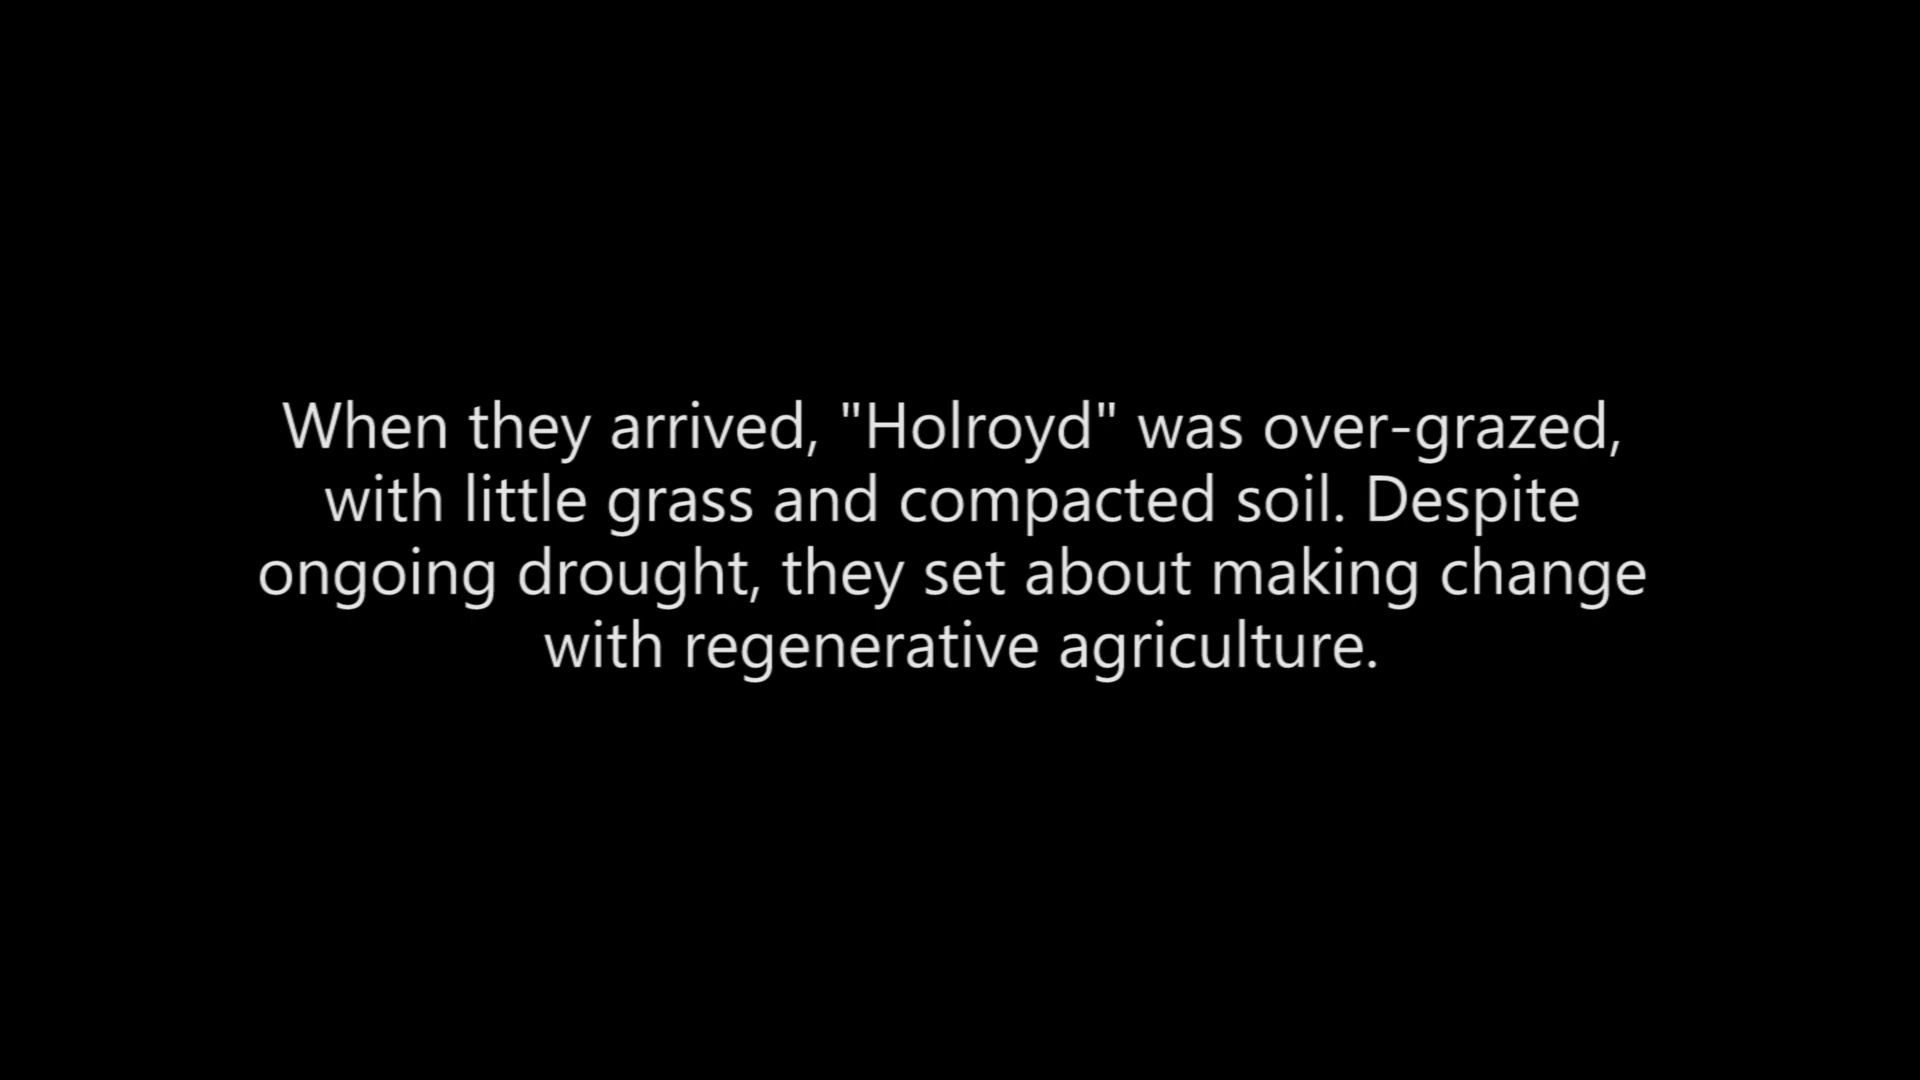 When they arrived, "Holroyd" was over-grazed,
with little grass and compacted soil. Despite
ongoing drought, they set about making change
with regenerative agriculture.